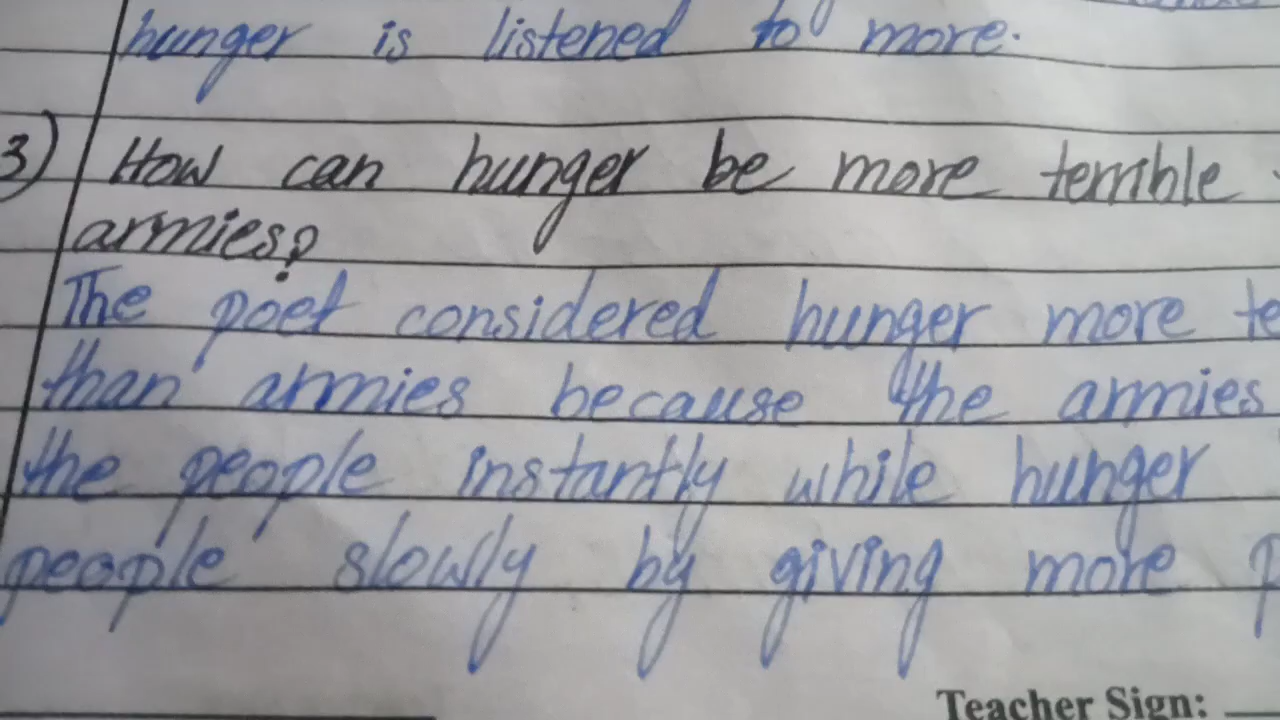 hunger is listened to more.
3) How can hunger be more terrible
armies?
The poet considered hunger more te
than armies because the armies
the people instantly while hunger
people slowly by giving more p
Teacher Sign: